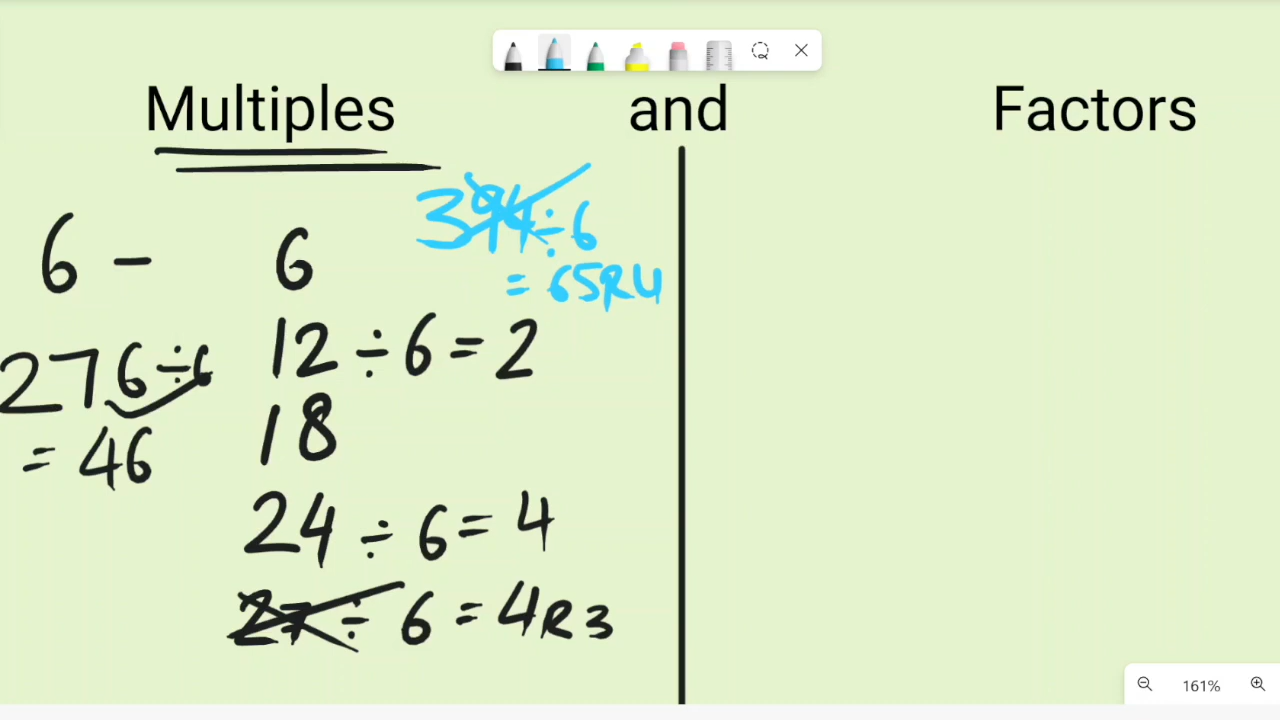 Multiples and Factors
394÷6
= 65R4
6 - 6
12 ÷ 6 = 2
276÷6
= 46
18
24 ÷ 6 = 4
27 ÷ 6 = 4R3
161%